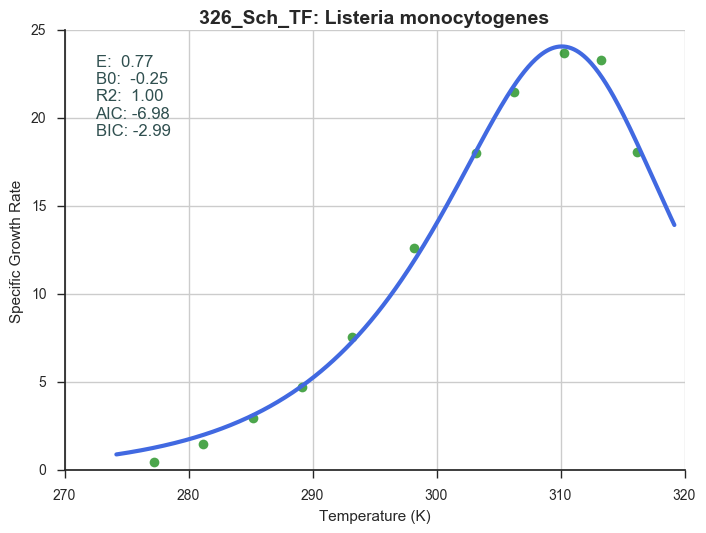 326_Sch_TF: Listeria monocytogenes
E:  0.77
B0:  -0.25
R2:  1.00
AIC: -6.98
BIC: -2.99
Specific Growth Rate
25
20
15
10
5
0
270 280 290 300 310 320
Temperature (K)